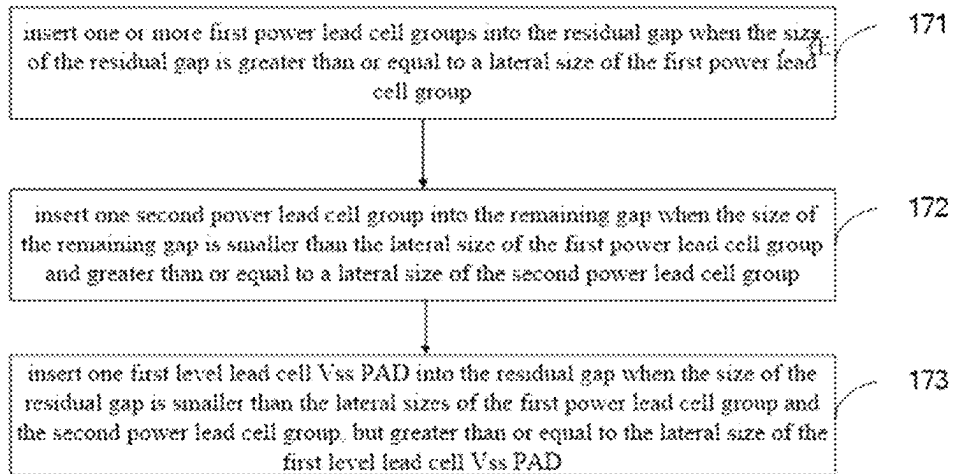 insert one or more first power lead cell groups into the residual gap when the size
of the residual gap is greater than or equal to a lateral size of the first power lead
cell group
171
insert one second power lead cell group into the remaining gap when the size of
the remaining gap is smaller than the lateral size of the first power lead cell group
and greater than or equal to a lateral size of the second power lead cell group
172
insert one first level lead cell Vss PAD into the residual gap when the size of the
residual gap is smaller than the lateral sizes of the first power lead cell group and
the second power lead cell group, but greater than or equal to the lateral size of the
first level lead cell Vss PAD
173